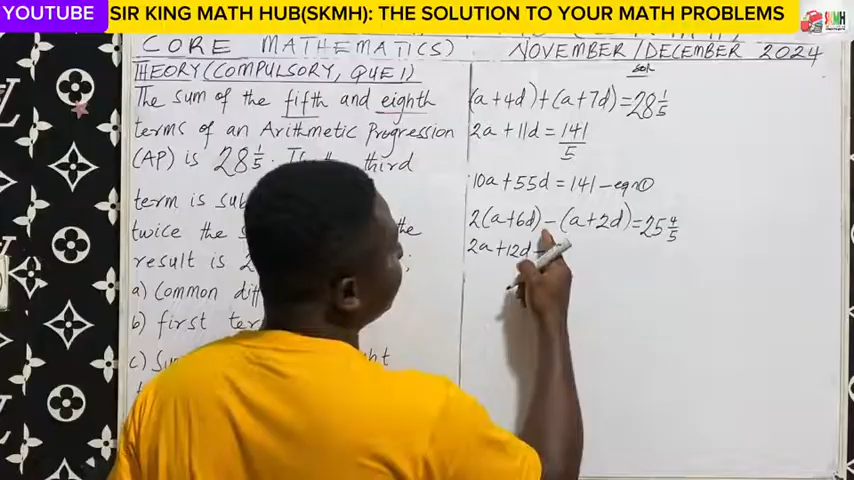 YOUTUBE
SIR KING MATH HUB(SKMH): THE SOLUTION TO YOUR MATH PROBLEMS
CORE MATHEMATICS) NOVEMBER/DECEMBER 2024
THEORY (COMPULSORY, QUE 1)
The sum of the fifth and eighth
terms of an Arithmetic Progression
(AP) is 28 1/5. third
term is
twice the
result is
a) Common
b) first
c)
(a+4d)+(a+7d)=28 1/5
2a+11d=141/5
10a+55d=141-eqn①
2(a+6d)-(a+2d)=25 4/5
2a+12d-